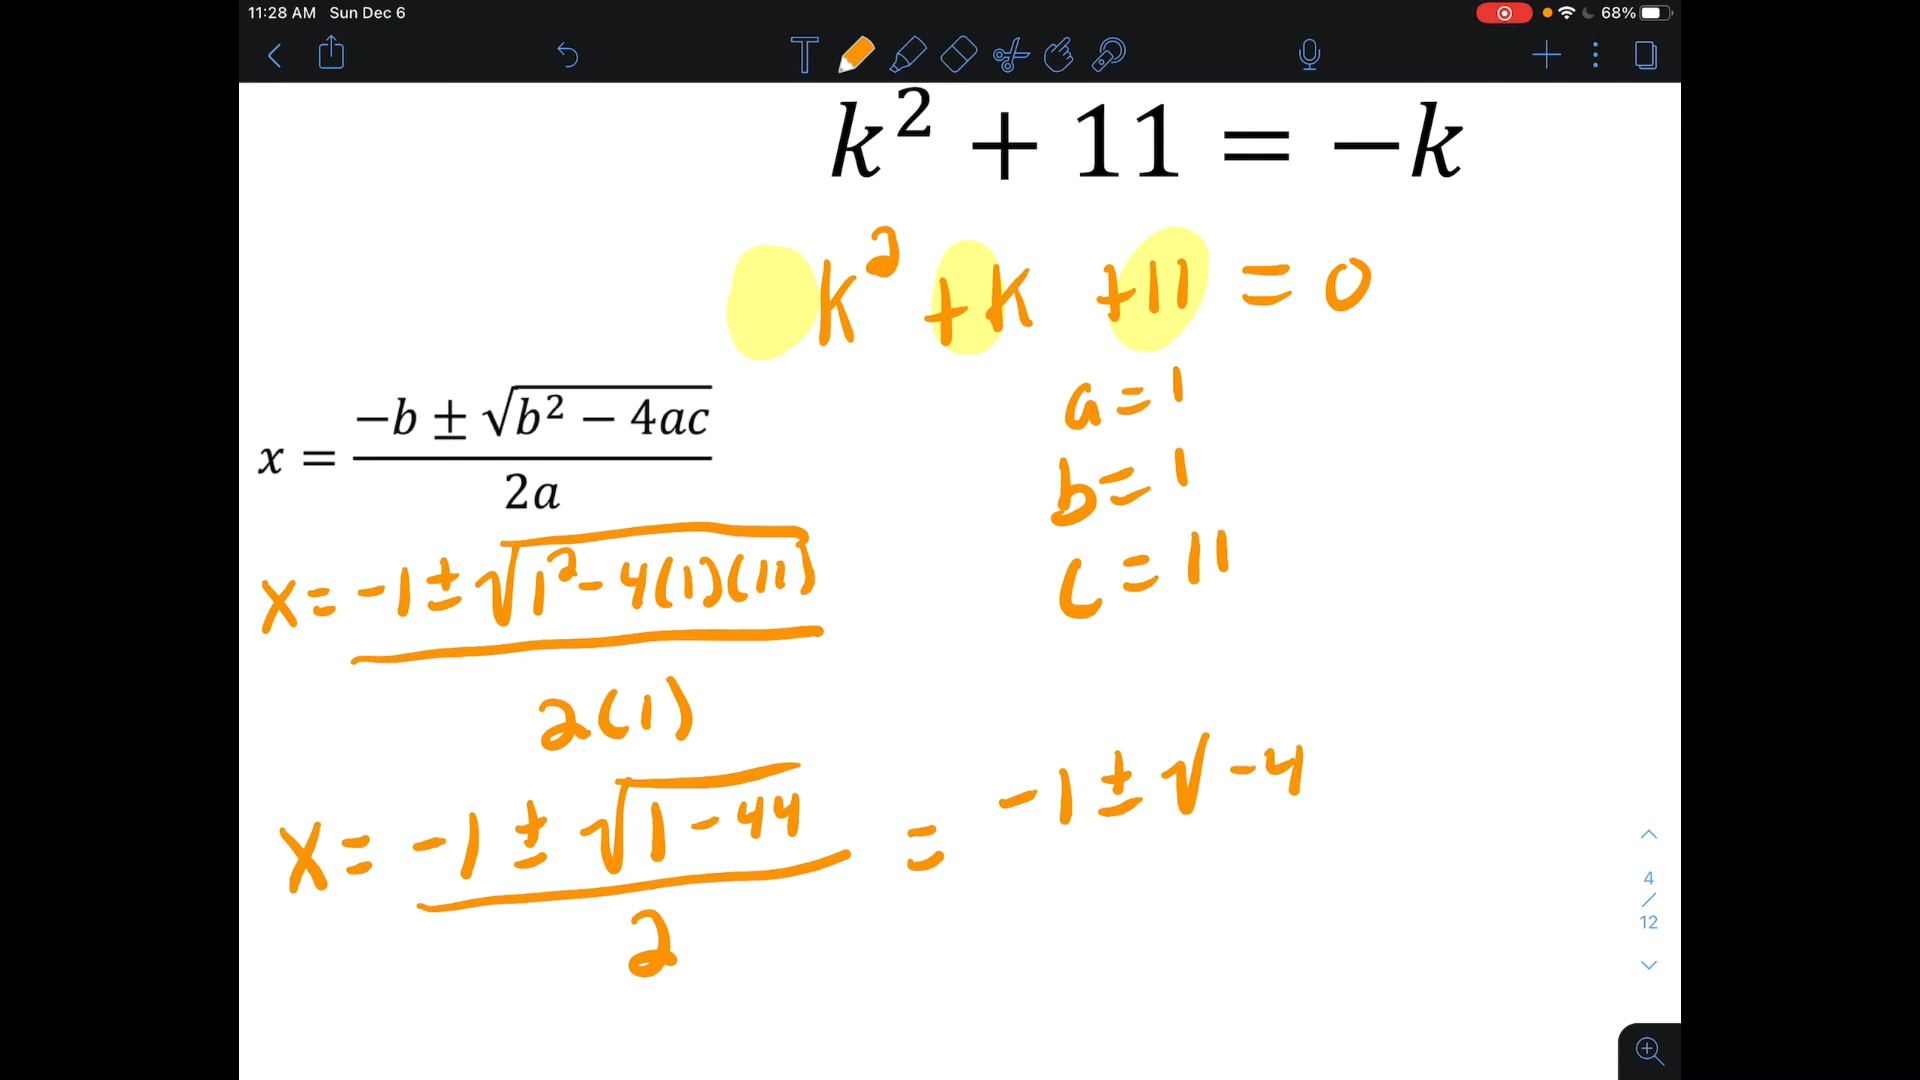 11:28 AM Sun Dec 6
68%
T
k² + 11 = −k
k² +k +11 = 0
x = (−b ± √(b² − 4ac)) / 2a
a = 1
b = 1
c = 11
x = (-1 ± √(1² - 4(1)(11))) / 2(1)
x = (-1 ± √(1 - 44)) / 2 = -1 ± √ -4
4
/
12